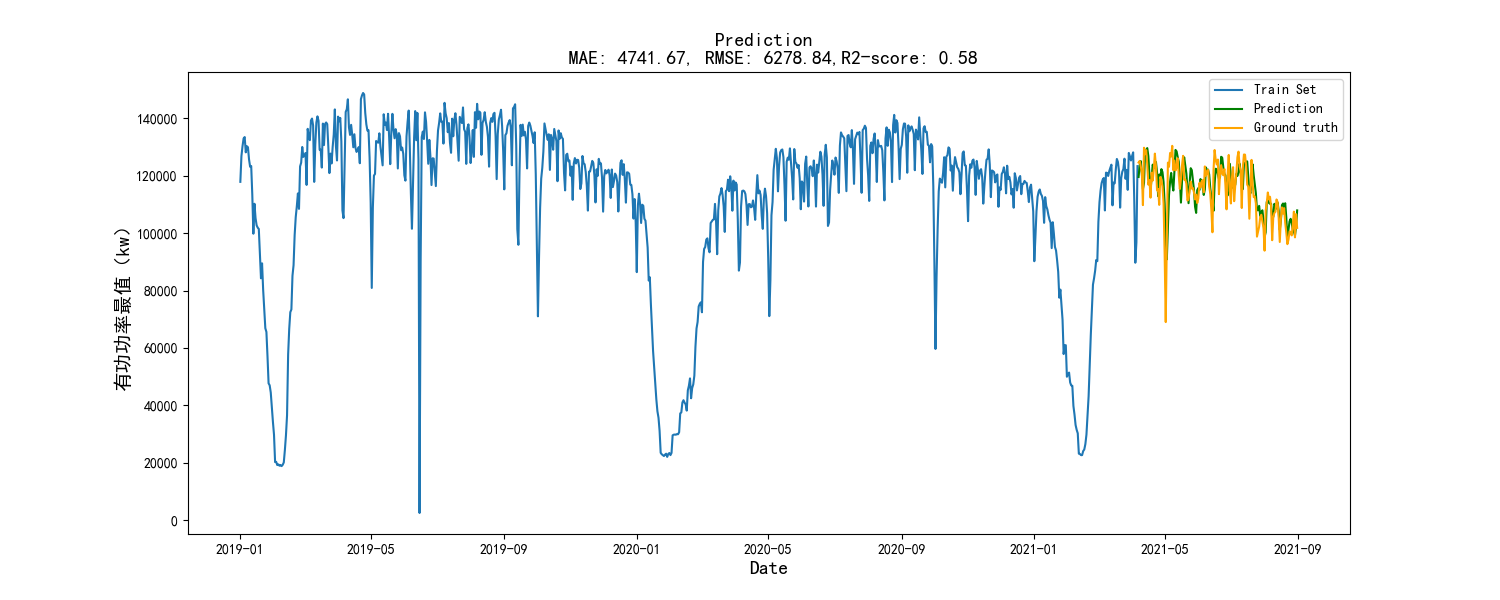 Prediction
MAE: 4741.67, RMSE: 6278.84,R2-score: 0.58
Train Set
Prediction
Ground truth
140000
120000
100000
80000
60000
40000
20000
0
有功功率最值（kw）
2019-01
2019-05
2019-09
2020-01
2020-05
2020-09
2021-01
2021-05
2021-09
Date